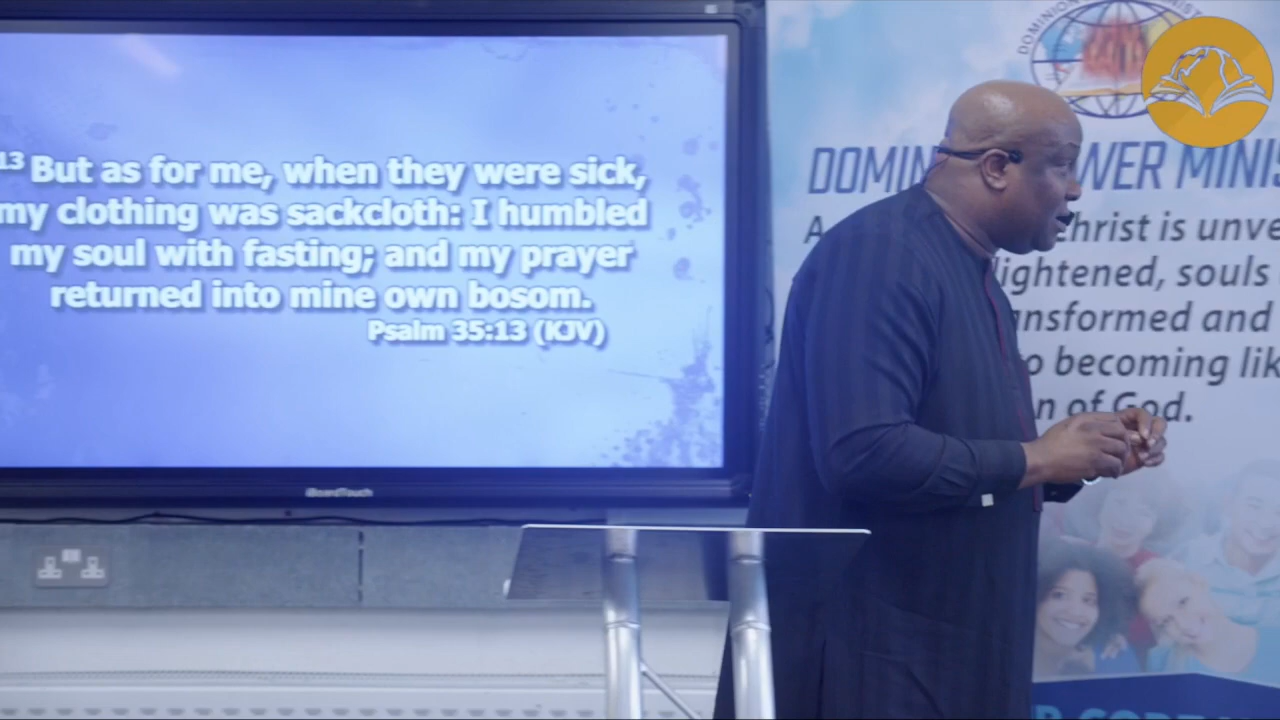 13 But as for me, when they were sick,
my clothing was sackcloth: I humbled
my soul with fasting; and my prayer
returned into mine own bosom.
Psalm 35:13 (KJV)
iBoardTouch
DOMINION
DOMIN WER MINIS
A Christ is unve
lightened, souls
ansformed and
o becoming lik
n of God.